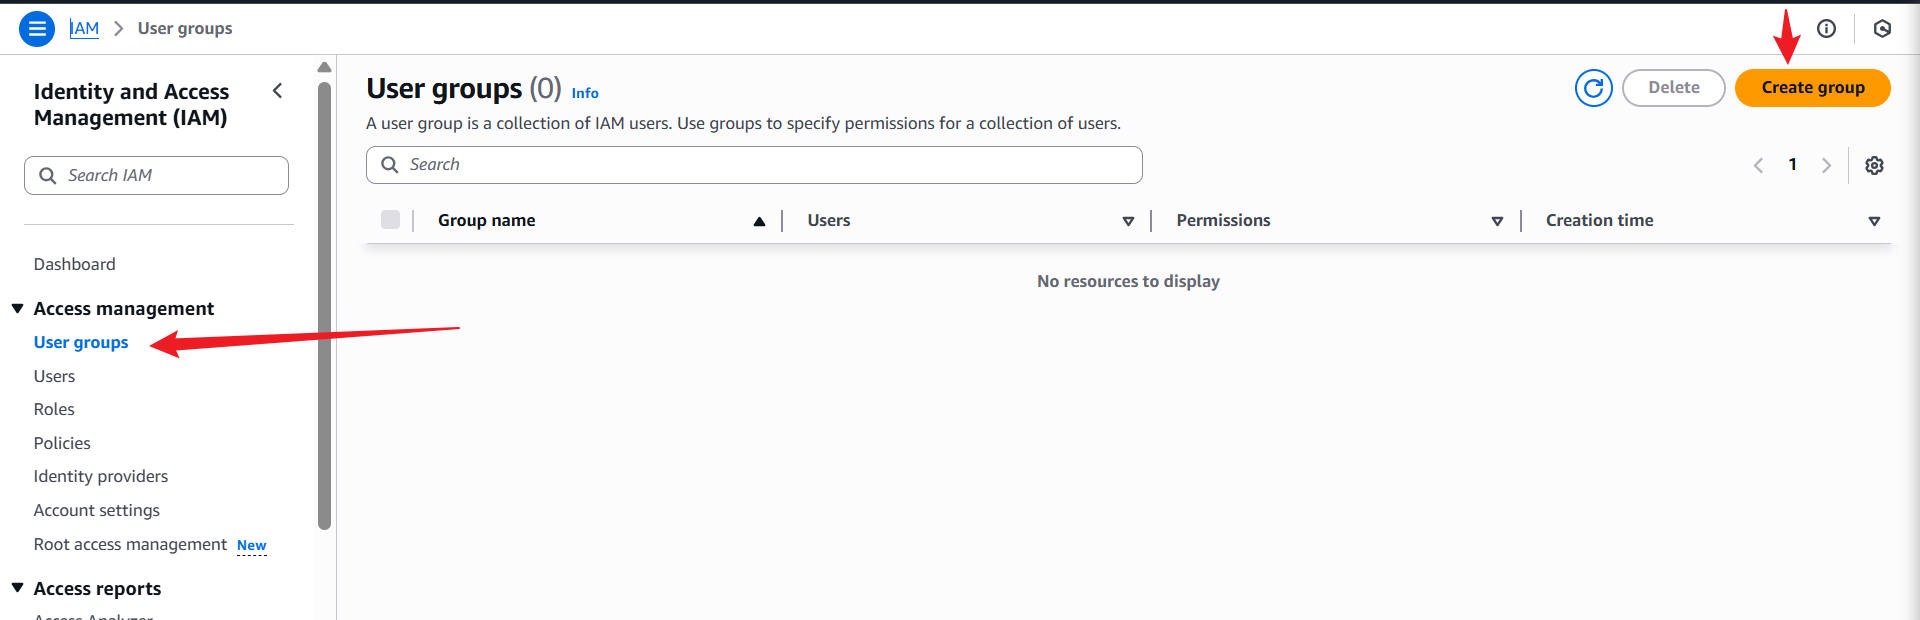 IAM > User groups
Identity and Access
Management (IAM)
Search IAM
Dashboard
Access management
User groups
Users
Roles
Policies
Identity providers
Account settings
Root access management New
Access reports
Access Analyzer
User groups (0) Info
Delete
Create group
A user group is a collection of IAM users. Use groups to specify permissions for a collection of users.
Search
1
Group name Users Permissions Creation time
No resources to display